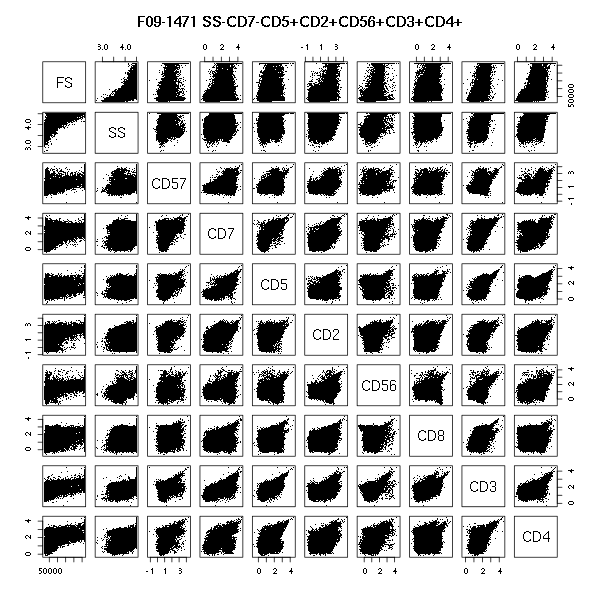 F09-1471 SS-CD7-CD5+CD2+CD56+CD3+CD4+
3.0 4.0 0 2 4 -1 1 3 0 2 4 0 2 4
FS
50000
3.0 4.0
SS
CD57
-1 1 3
0 2 4
CD7
CD5
0 2 4
-1 1 3
CD2
CD56
0 2 4
0 2 4
CD8
CD3
0 2 4
0 2 4
CD4
50000 -1 1 3 0 2 4 0 2 4 0 2 4